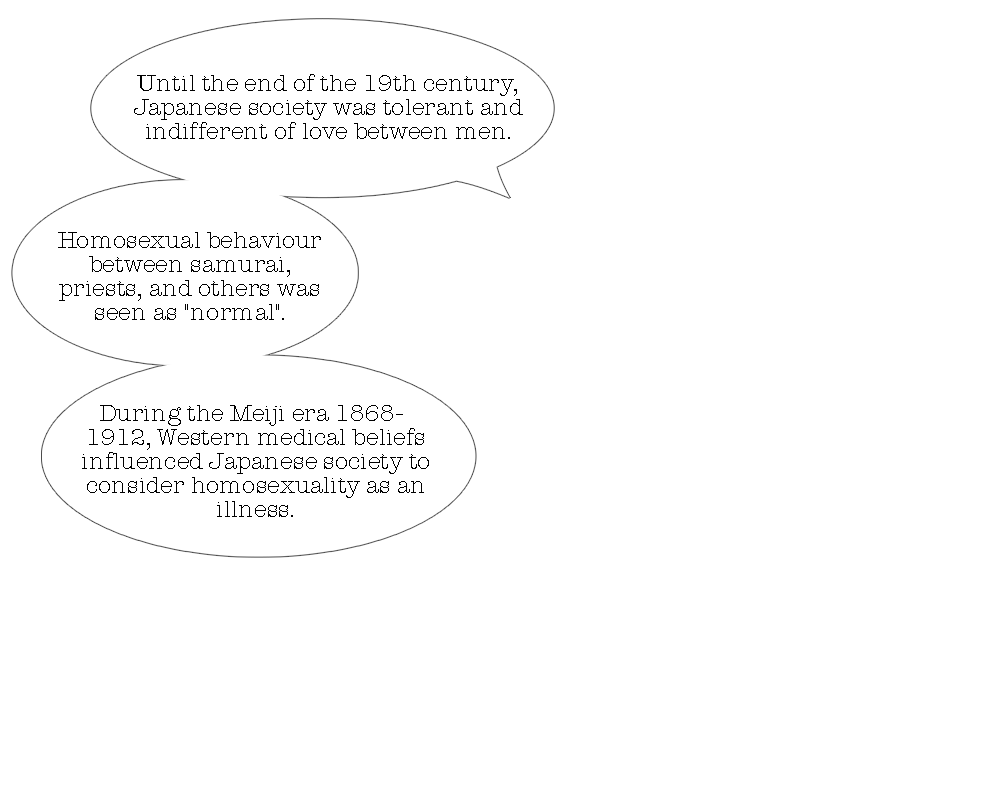 Until the end of the 19th century,
Japanese society was tolerant and
indifferent of love between men.
Homosexual behaviour
between samurai,
priests, and others was
seen as "normal".
During the Meiji era 1868-
1912, Western medical beliefs
influenced Japanese society to
consider homosexuality as an
illness.